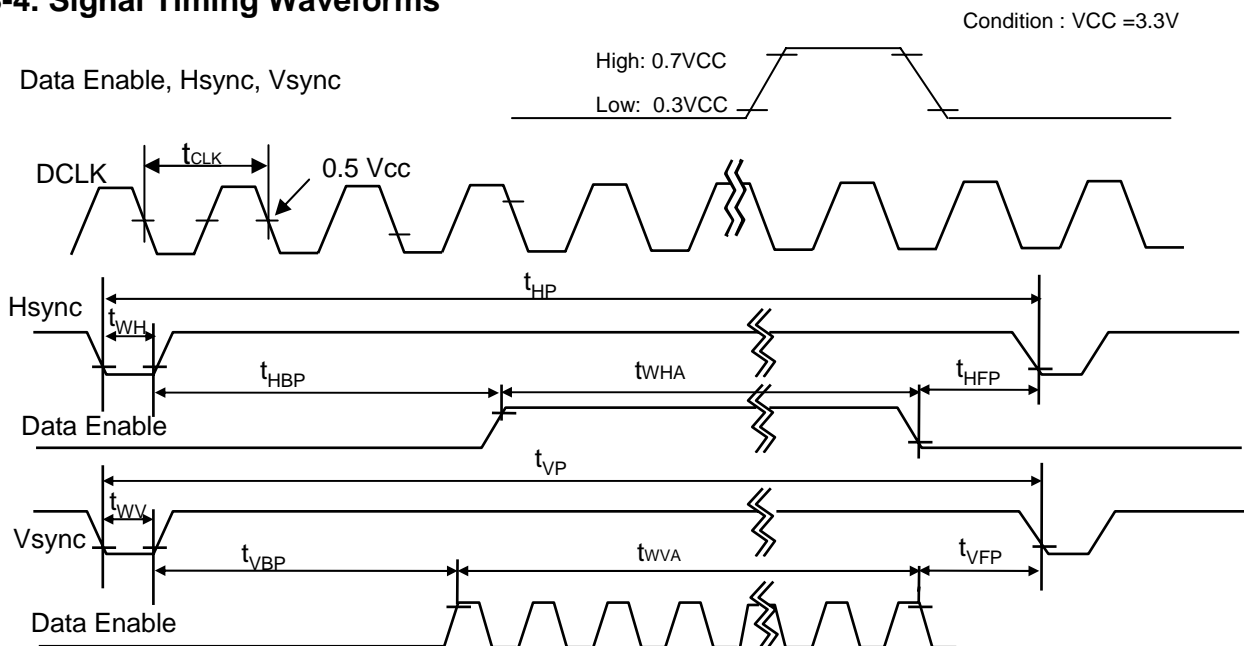 -4. Signal Timing Waveforms
Condition : VCC =3.3V
High: 0.7VCC
Data Enable, Hsync, Vsync
Low: 0.3VCC
tCLK
0.5 Vcc
DCLK
tHP
Hsync
tWH
tHBP
tWHA
tHFP
Data Enable
tVP
tWV
Vsync
tVBP
tWVA
tVFP
Data Enable